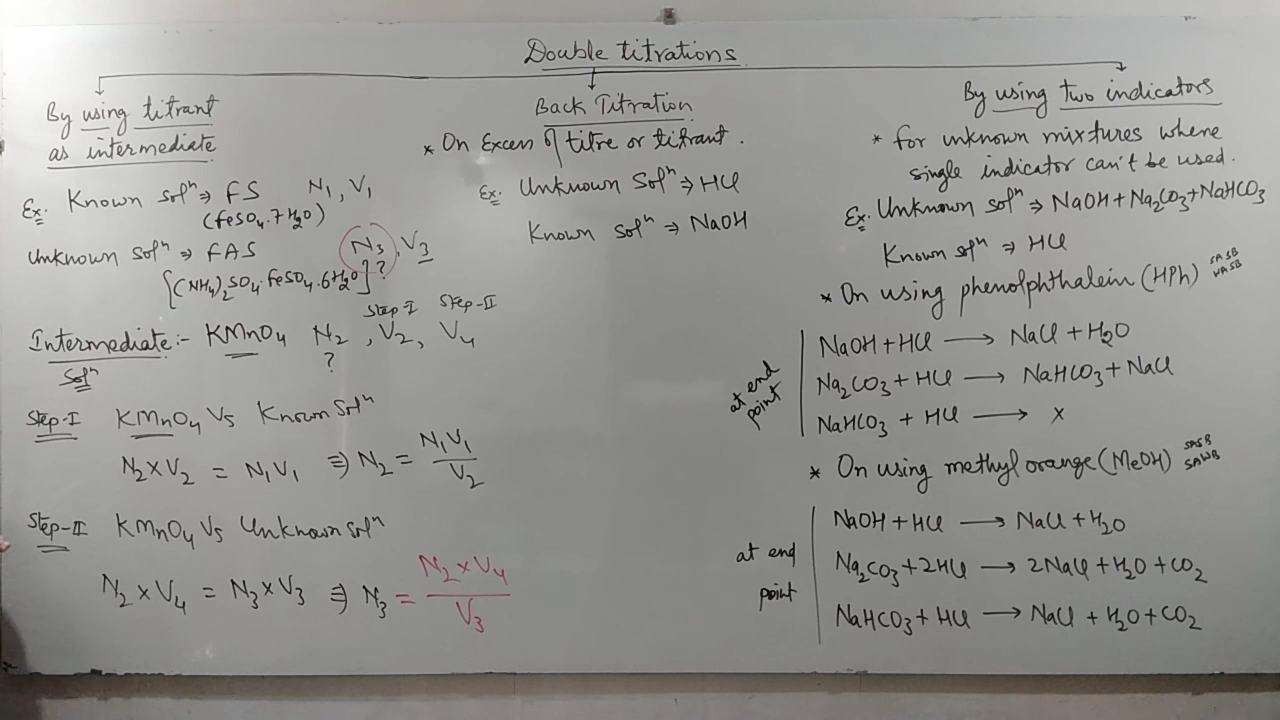 Double titrations
By using titrant
as intermediate
Ex. Known Solⁿ ⇒ FS N₁, V₁
(FeSO₄.7H₂O)
Unknown Solⁿ ⇒ FAS N₃, V₃
?
{(NH₄)₂SO₄.FeSO₄.6H₂O}
Step-I Step-II
Intermediate:- KMnO₄ N₂, V₂, V₄
Solⁿ ?
Step-I KMnO₄ Vs Known Solⁿ
N₂×V₂ = N₁V₁ ⇒ N₂ = N₁V₁/V₂
Step-II KMnO₄ Vs Unknown Solⁿ
N₂×V₄ = N₃×V₃ ⇒ N₃ = N₂×V₄/V₃
Back Titration
* On Excess of titre or titrant.
Ex. Unknown Solⁿ ⇒ HCl
Known Solⁿ ⇒ NaOH
By using two indicators
* for unknown mixtures where
single indicator can't be used.
Ex. Unknown solⁿ ⇒ NaOH+Na₂CO₃+NaHCO₃
Known solⁿ ⇒ HCl
* On using phenolphthalein (HPh) SASB
WASB
at end
point
NaOH+HCl ⟶ NaCl+H₂O
Na₂CO₃+HCl ⟶ NaHCO₃+NaCl
NaHCO₃ + HCl ⟶ X
* On using methyl orange (MeOH) SASB
SAWB
at end
point
NaOH+HCl ⟶ NaCl+H₂O
Na₂CO₃+2HCl ⟶ 2NaCl+H₂O+CO₂
NaHCO₃+HCl ⟶ NaCl+H₂O+CO₂